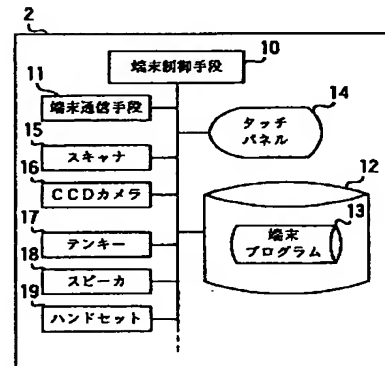 2
10
端末制御手段
11
端末通信手段
14
タッチ
パネル
15
スキャナ
16
CCDカメラ
12
17
テンキー
13
端末
プログラム
18
スピーカ
19
ハンドセット